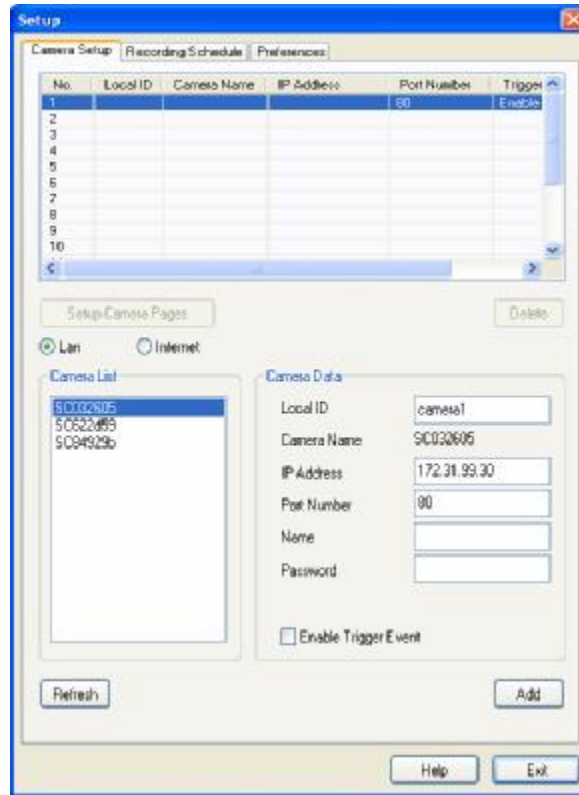 Setup
Camera Setup Recording Schedule Preferences
No. Local ID Camera Name IP Address Port Number Trigger
1 80 Enable
2
3
4
5
6
7
8
9
10
Setup Camera Pages Delete
Lan Internet
Camera List
SC032605
SC622d99
SC94929b
Camera Data
Local ID camera1
Camera Name SC032605
IP Address 172.31.99.30
Port Number 80
Name
Password
Enable Trigger Event
Refresh Add
Help Exit